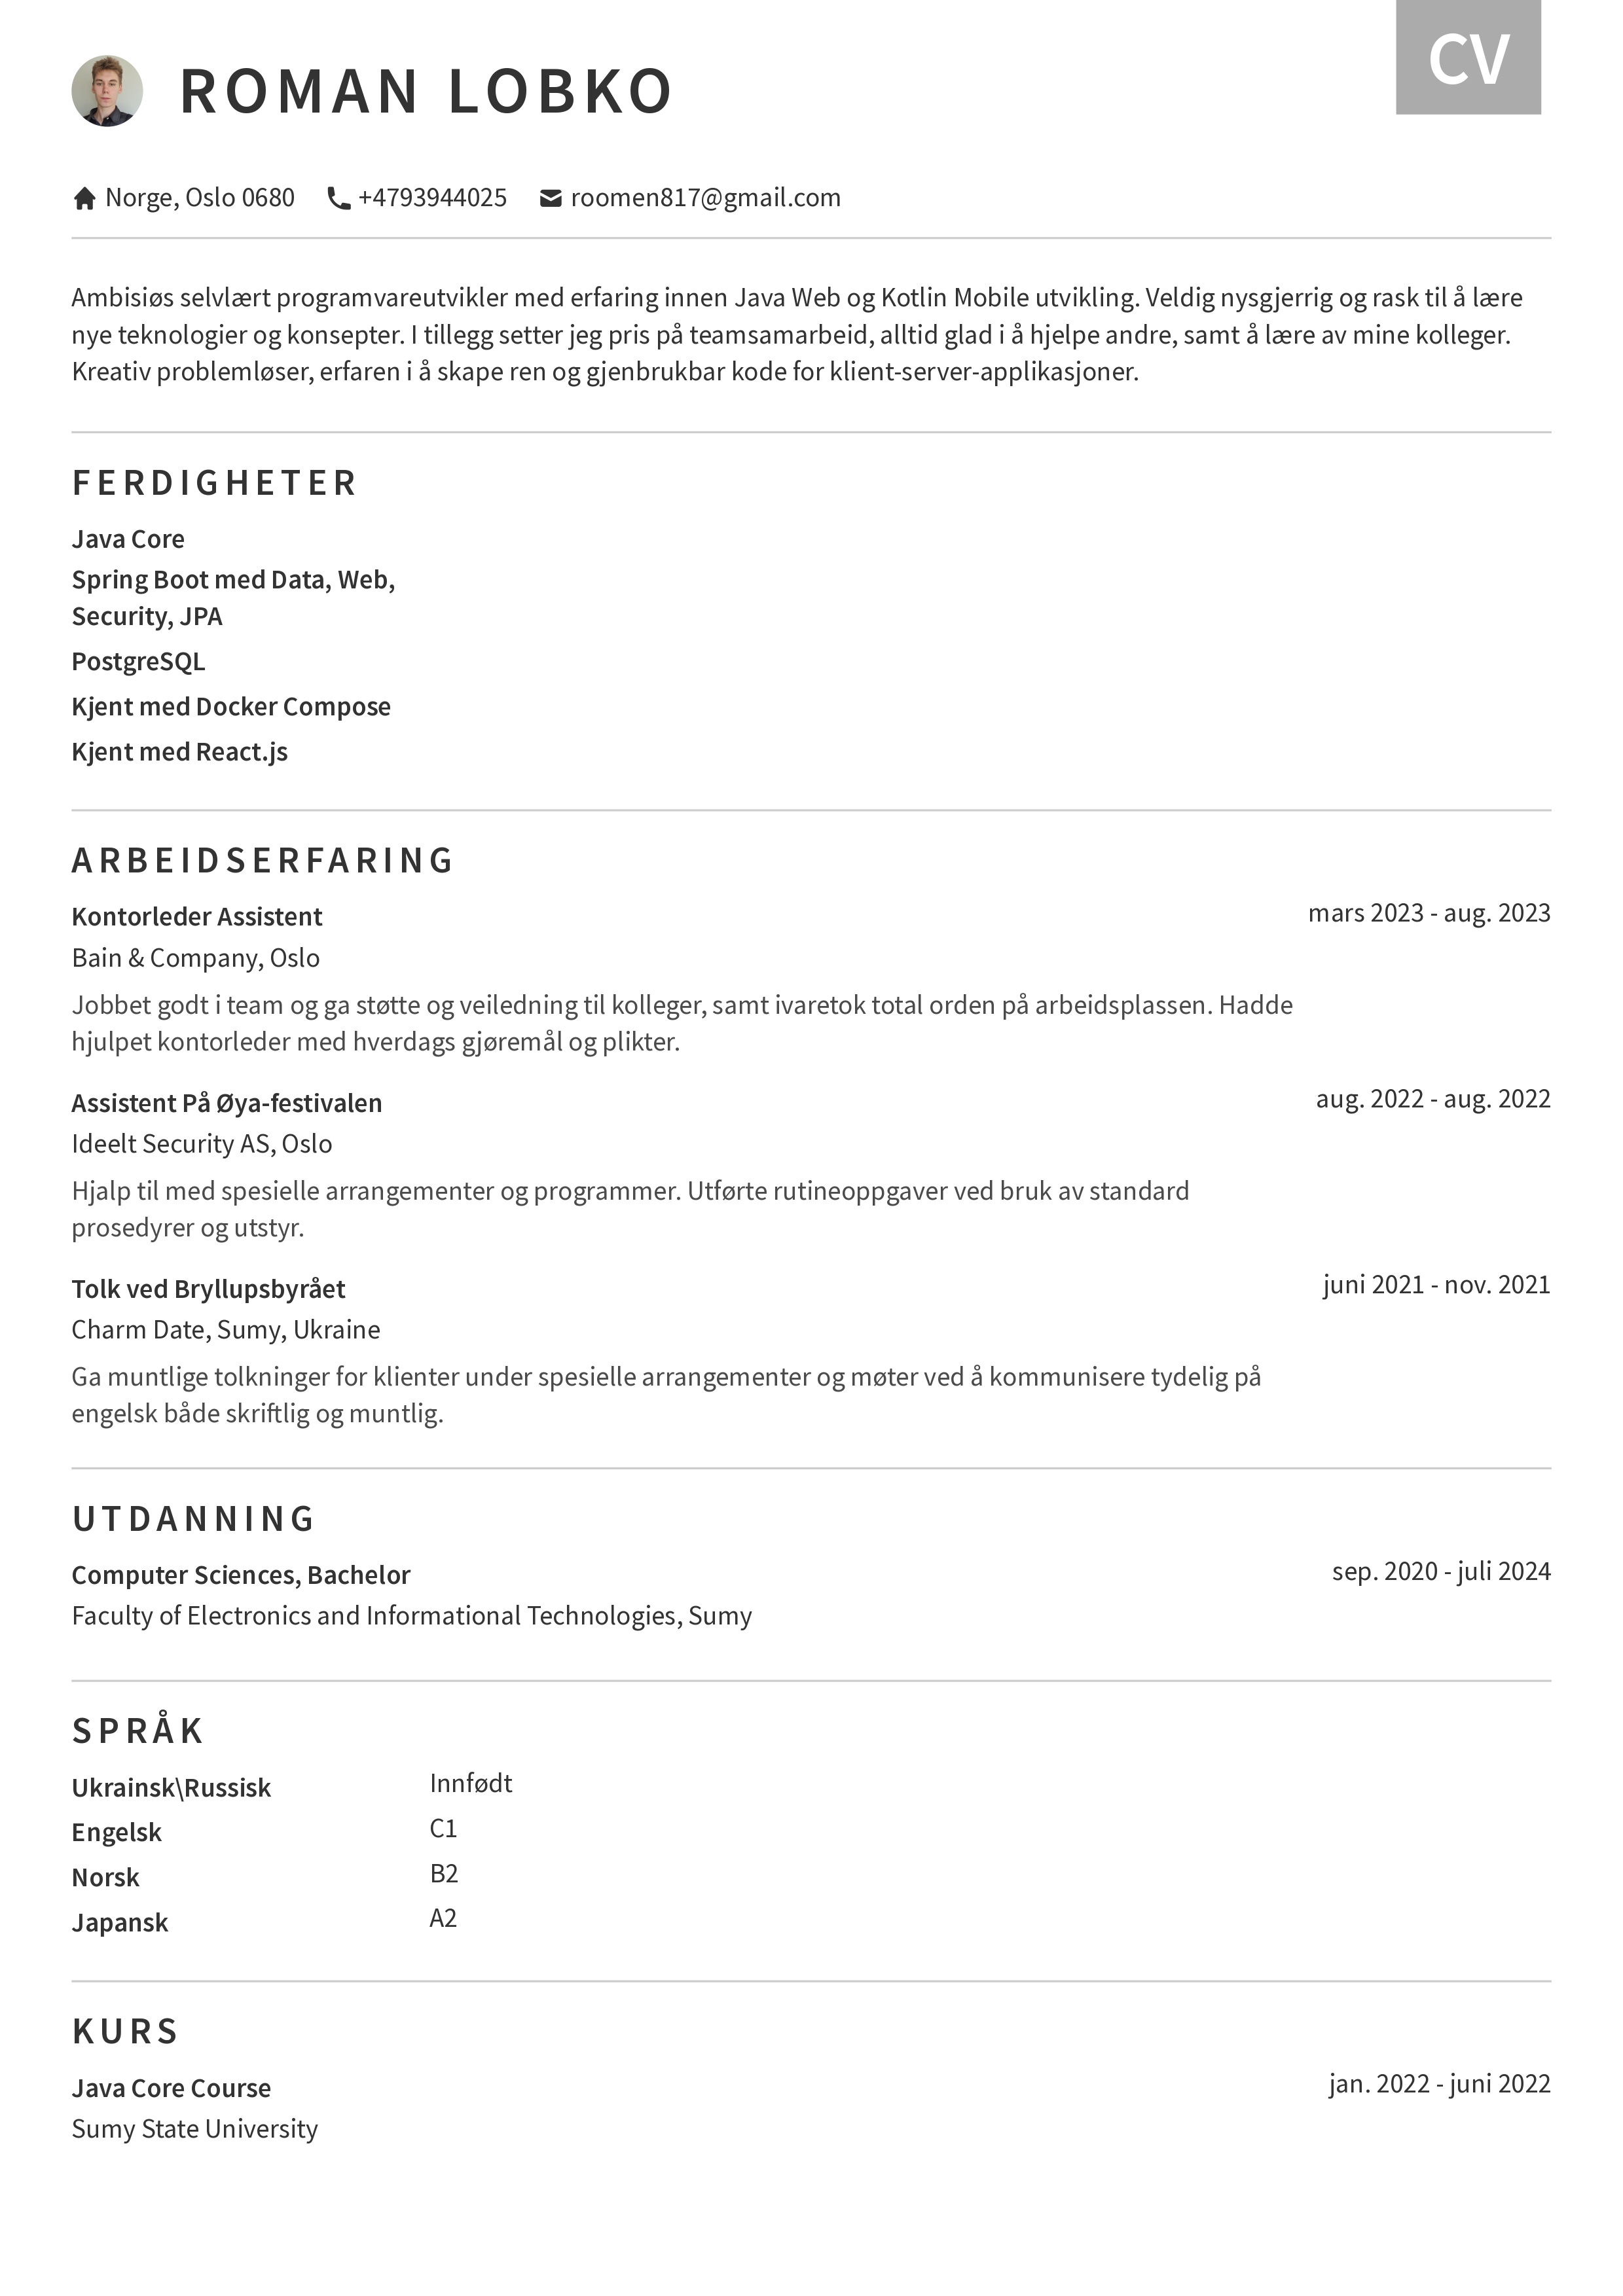 CV
ROMAN LOBKO
Norge, Oslo 0680 +4793944025 roomen817@gmail.com
Ambisiøs selvlært programvareutvikler med erfaring innen Java Web og Kotlin Mobile utvikling. Veldig nysgjerrig og rask til å lære
nye teknologier og konsepter. I tillegg setter jeg pris på teamsamarbeid, alltid glad i å hjelpe andre, samt å lære av mine kolleger.
Kreativ problemløser, erfaren i å skape ren og gjenbrukbar kode for klient-server-applikasjoner.
FERDIGHETER
Java Core
Spring Boot med Data, Web,
Security, JPA
PostgreSQL
Kjent med Docker Compose
Kjent med React.js
ARBEIDSERFARING
Kontorleder Assistent mars 2023 - aug. 2023
Bain & Company, Oslo
Jobbet godt i team og ga støtte og veiledning til kolleger, samt ivaretok total orden på arbeidsplassen. Hadde
hjulpet kontorleder med hverdags gjøremål og plikter.
Assistent På Øya-festivalen aug. 2022 - aug. 2022
Ideelt Security AS, Oslo
Hjalp til med spesielle arrangementer og programmer. Utførte rutineoppgaver ved bruk av standard
prosedyrer og utstyr.
Tolk ved Bryllupsbyrået juni 2021 - nov. 2021
Charm Date, Sumy, Ukraine
Ga muntlige tolkninger for klienter under spesielle arrangementer og møter ved å kommunisere tydelig på
engelsk både skriftlig og muntlig.
UTDANNING
Computer Sciences, Bachelor sep. 2020 - juli 2024
Faculty of Electronics and Informational Technologies, Sumy
SPRÅK
Ukrainsk\Russisk Innfødt
Engelsk C1
Norsk B2
Japansk A2
KURS
Java Core Course jan. 2022 - juni 2022
Sumy State University